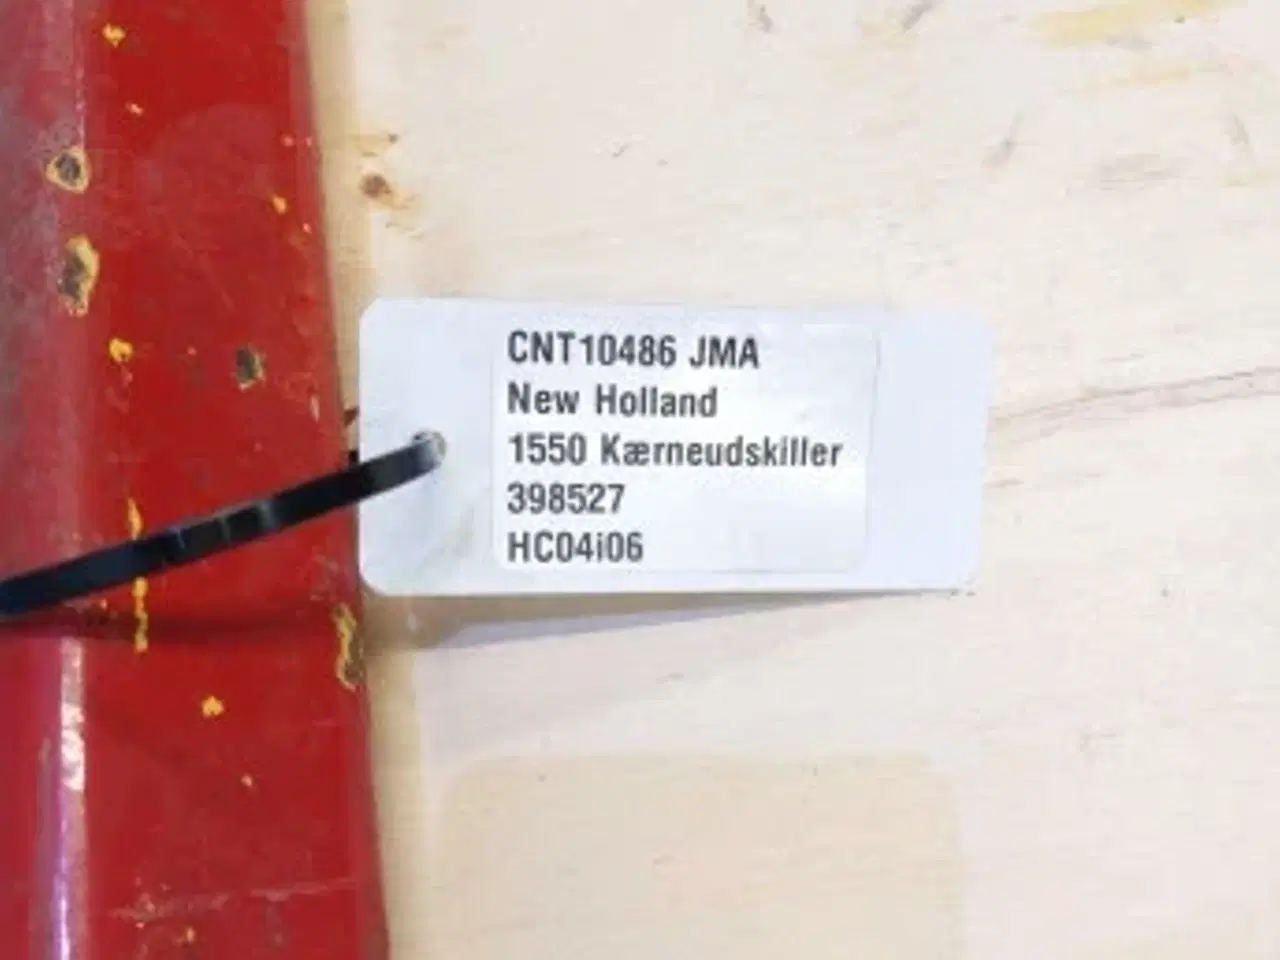 CNT10486 JMA
New Holland
1550 Kærneudskiller
398527
HC04i06